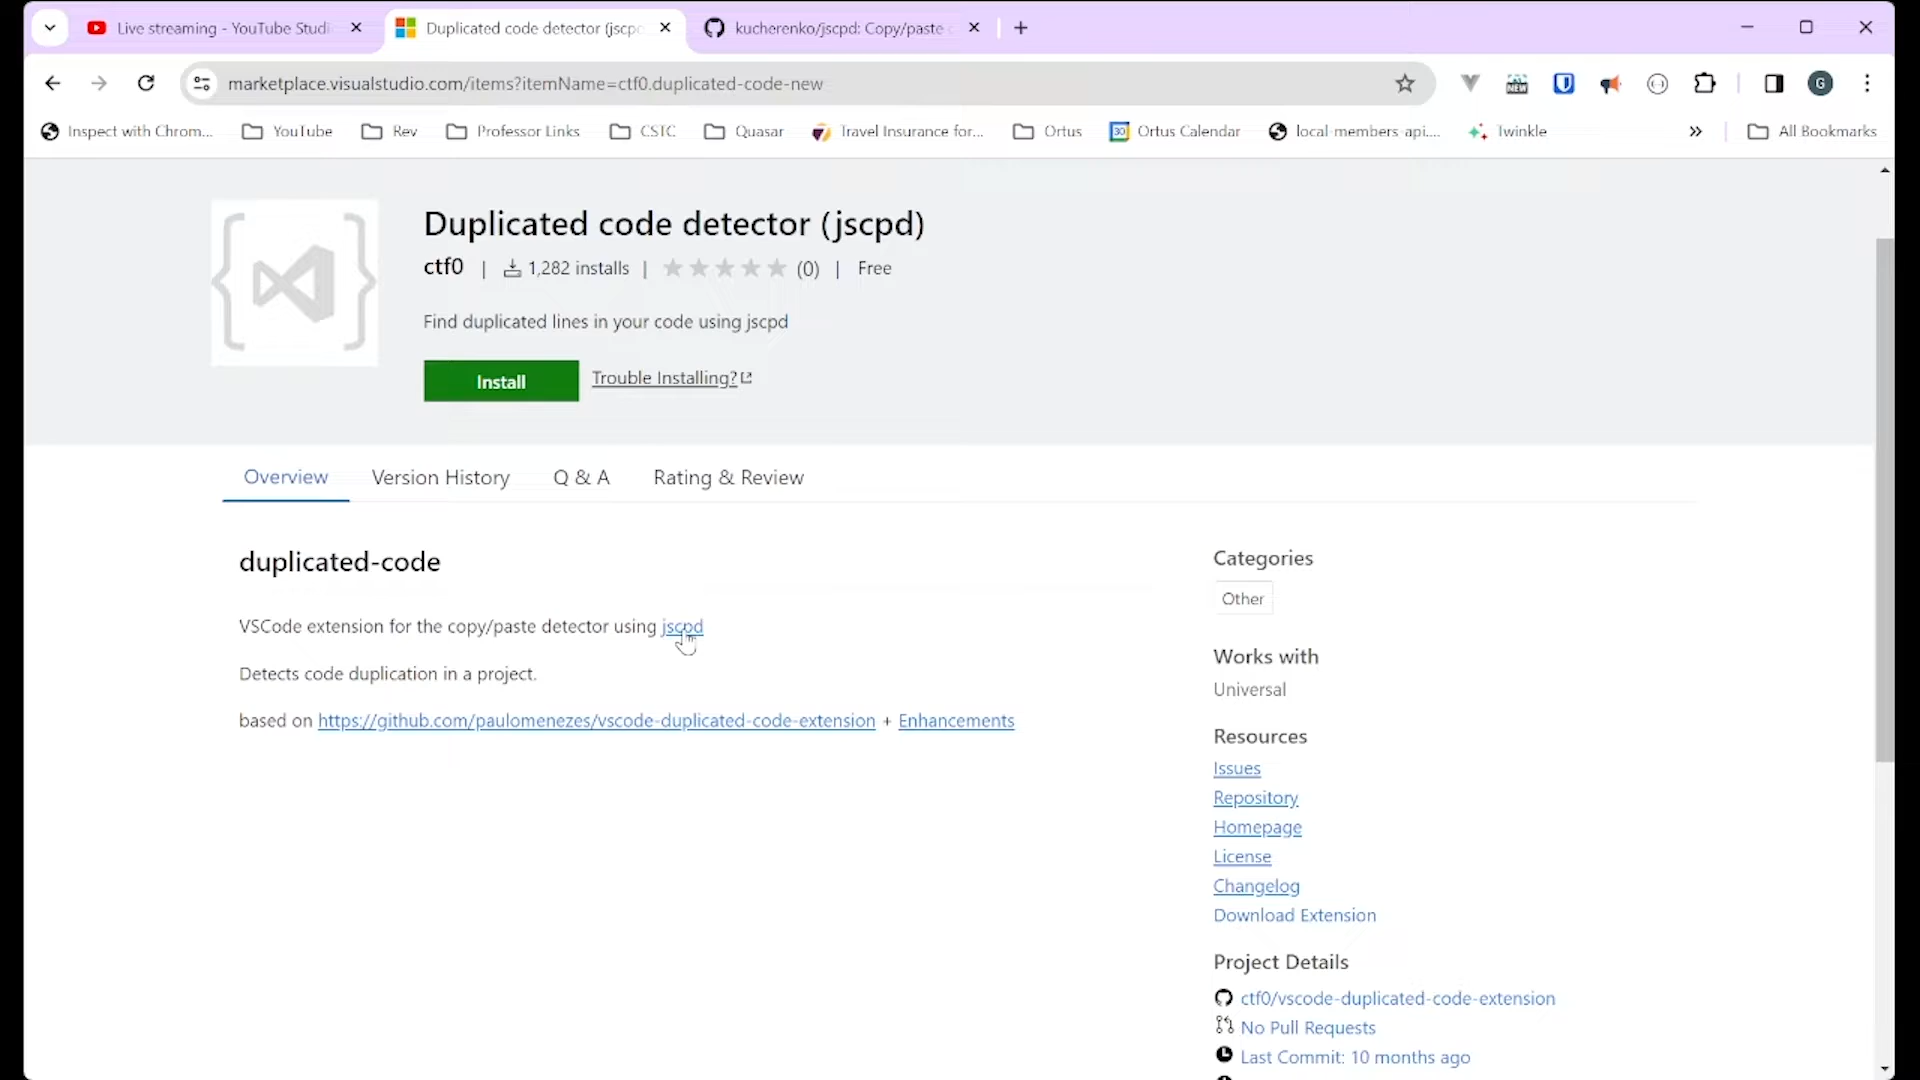 Live streaming - YouTube Studi
Duplicated code detector (jscpd
kucherenko/jscpd: Copy/paste c
marketplace.visualstudio.com/items?itemName=ctf0.duplicated-code-new
NEW
G
Inspect with Chrom...
YouTube
Rev
Professor Links
CSTC
Quasar
Travel Insurance for...
Ortus
30
Ortus Calendar
local-members-api....
Twinkle
All Bookmarks
Duplicated code detector (jscpd)
ctf0 | 1,282 installs | (0) | Free
Find duplicated lines in your code using jscpd
Install
Trouble Installing?
Overview
Version History
Q & A
Rating & Review
duplicated-code
VSCode extension for the copy/paste detector using jscpd
Detects code duplication in a project.
based on https://github.com/paulomenezes/vscode-duplicated-code-extension + Enhancements
Categories
Other
Works with
Universal
Resources
Issues
Repository
Homepage
License
Changelog
Download Extension
Project Details
ctf0/vscode-duplicated-code-extension
No Pull Requests
Last Commit: 10 months ago